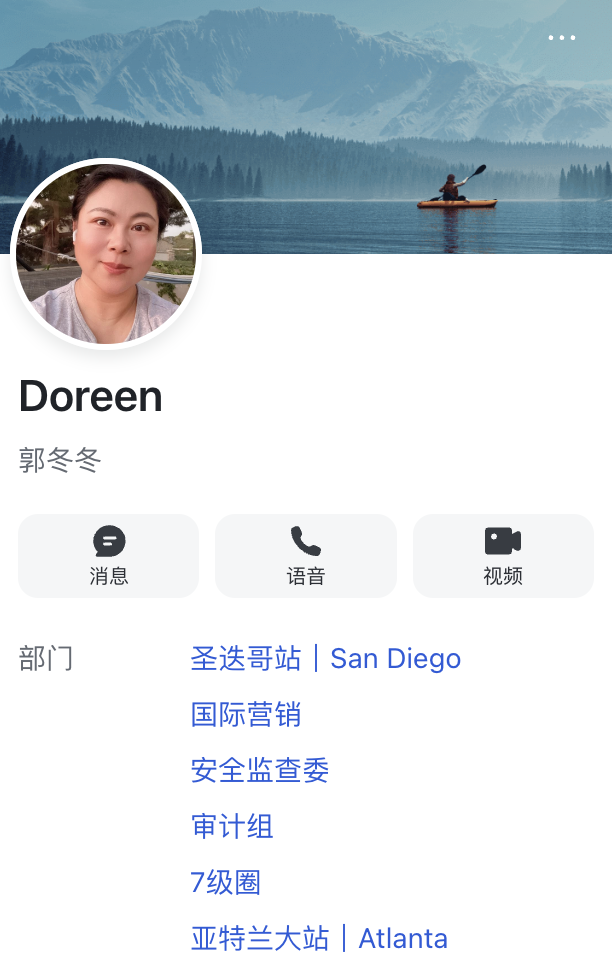 Doreen
郭冬冬
消息 语音 视频
部门 圣迭哥站｜San Diego
国际营销
安全监查委
审计组
7级圈
亚特兰大站｜Atlanta